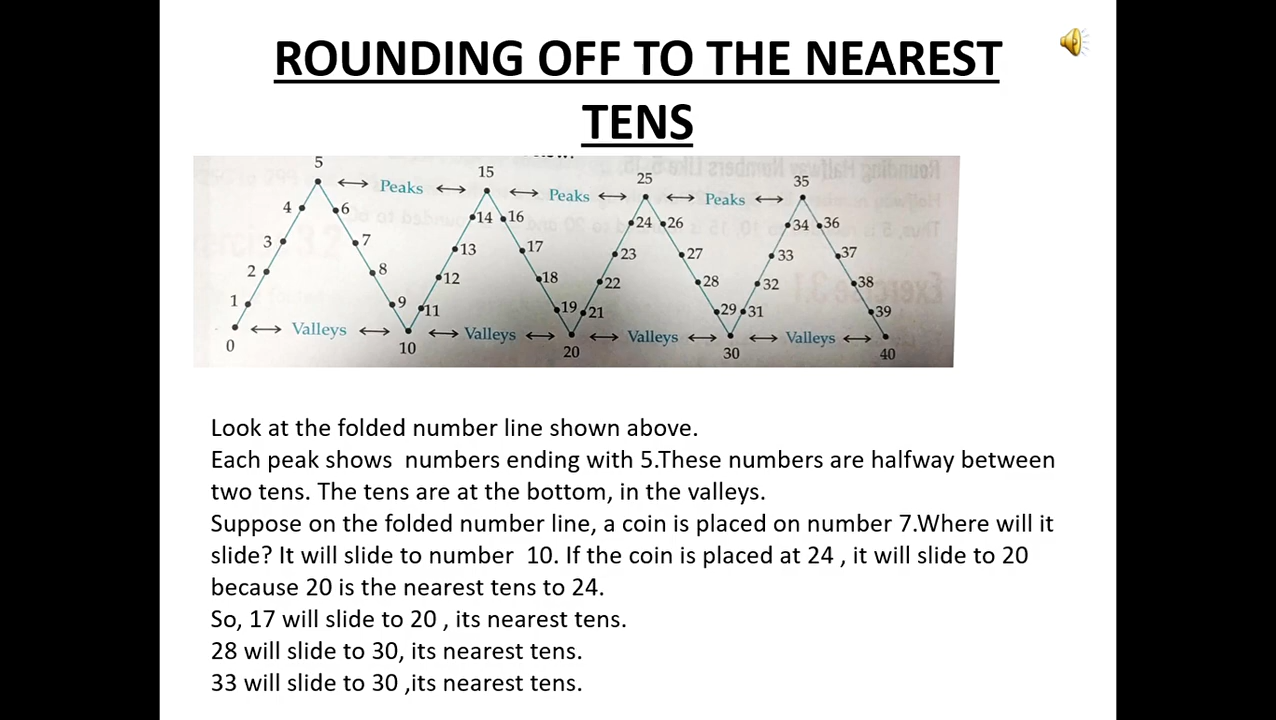 ROUNDING OFF TO THE NEAREST
TENS
5
15
25
35
Peaks
Peaks
Peaks
4
6
14
16
24
26
34
36
3
7
13
17
23
27
33
37
2
8
12
18
22
28
32
38
1
9
11
19
21
29
31
39
Valleys
Valleys
Valleys
Valleys
0
10
20
30
40
Look at the folded number line shown above.
Each peak shows numbers ending with 5.These numbers are halfway between
two tens. The tens are at the bottom, in the valleys.
Suppose on the folded number line, a coin is placed on number 7.Where will it
slide? It will slide to number 10. If the coin is placed at 24 , it will slide to 20
because 20 is the nearest tens to 24.
So, 17 will slide to 20 , its nearest tens.
28 will slide to 30, its nearest tens.
33 will slide to 30 ,its nearest tens.